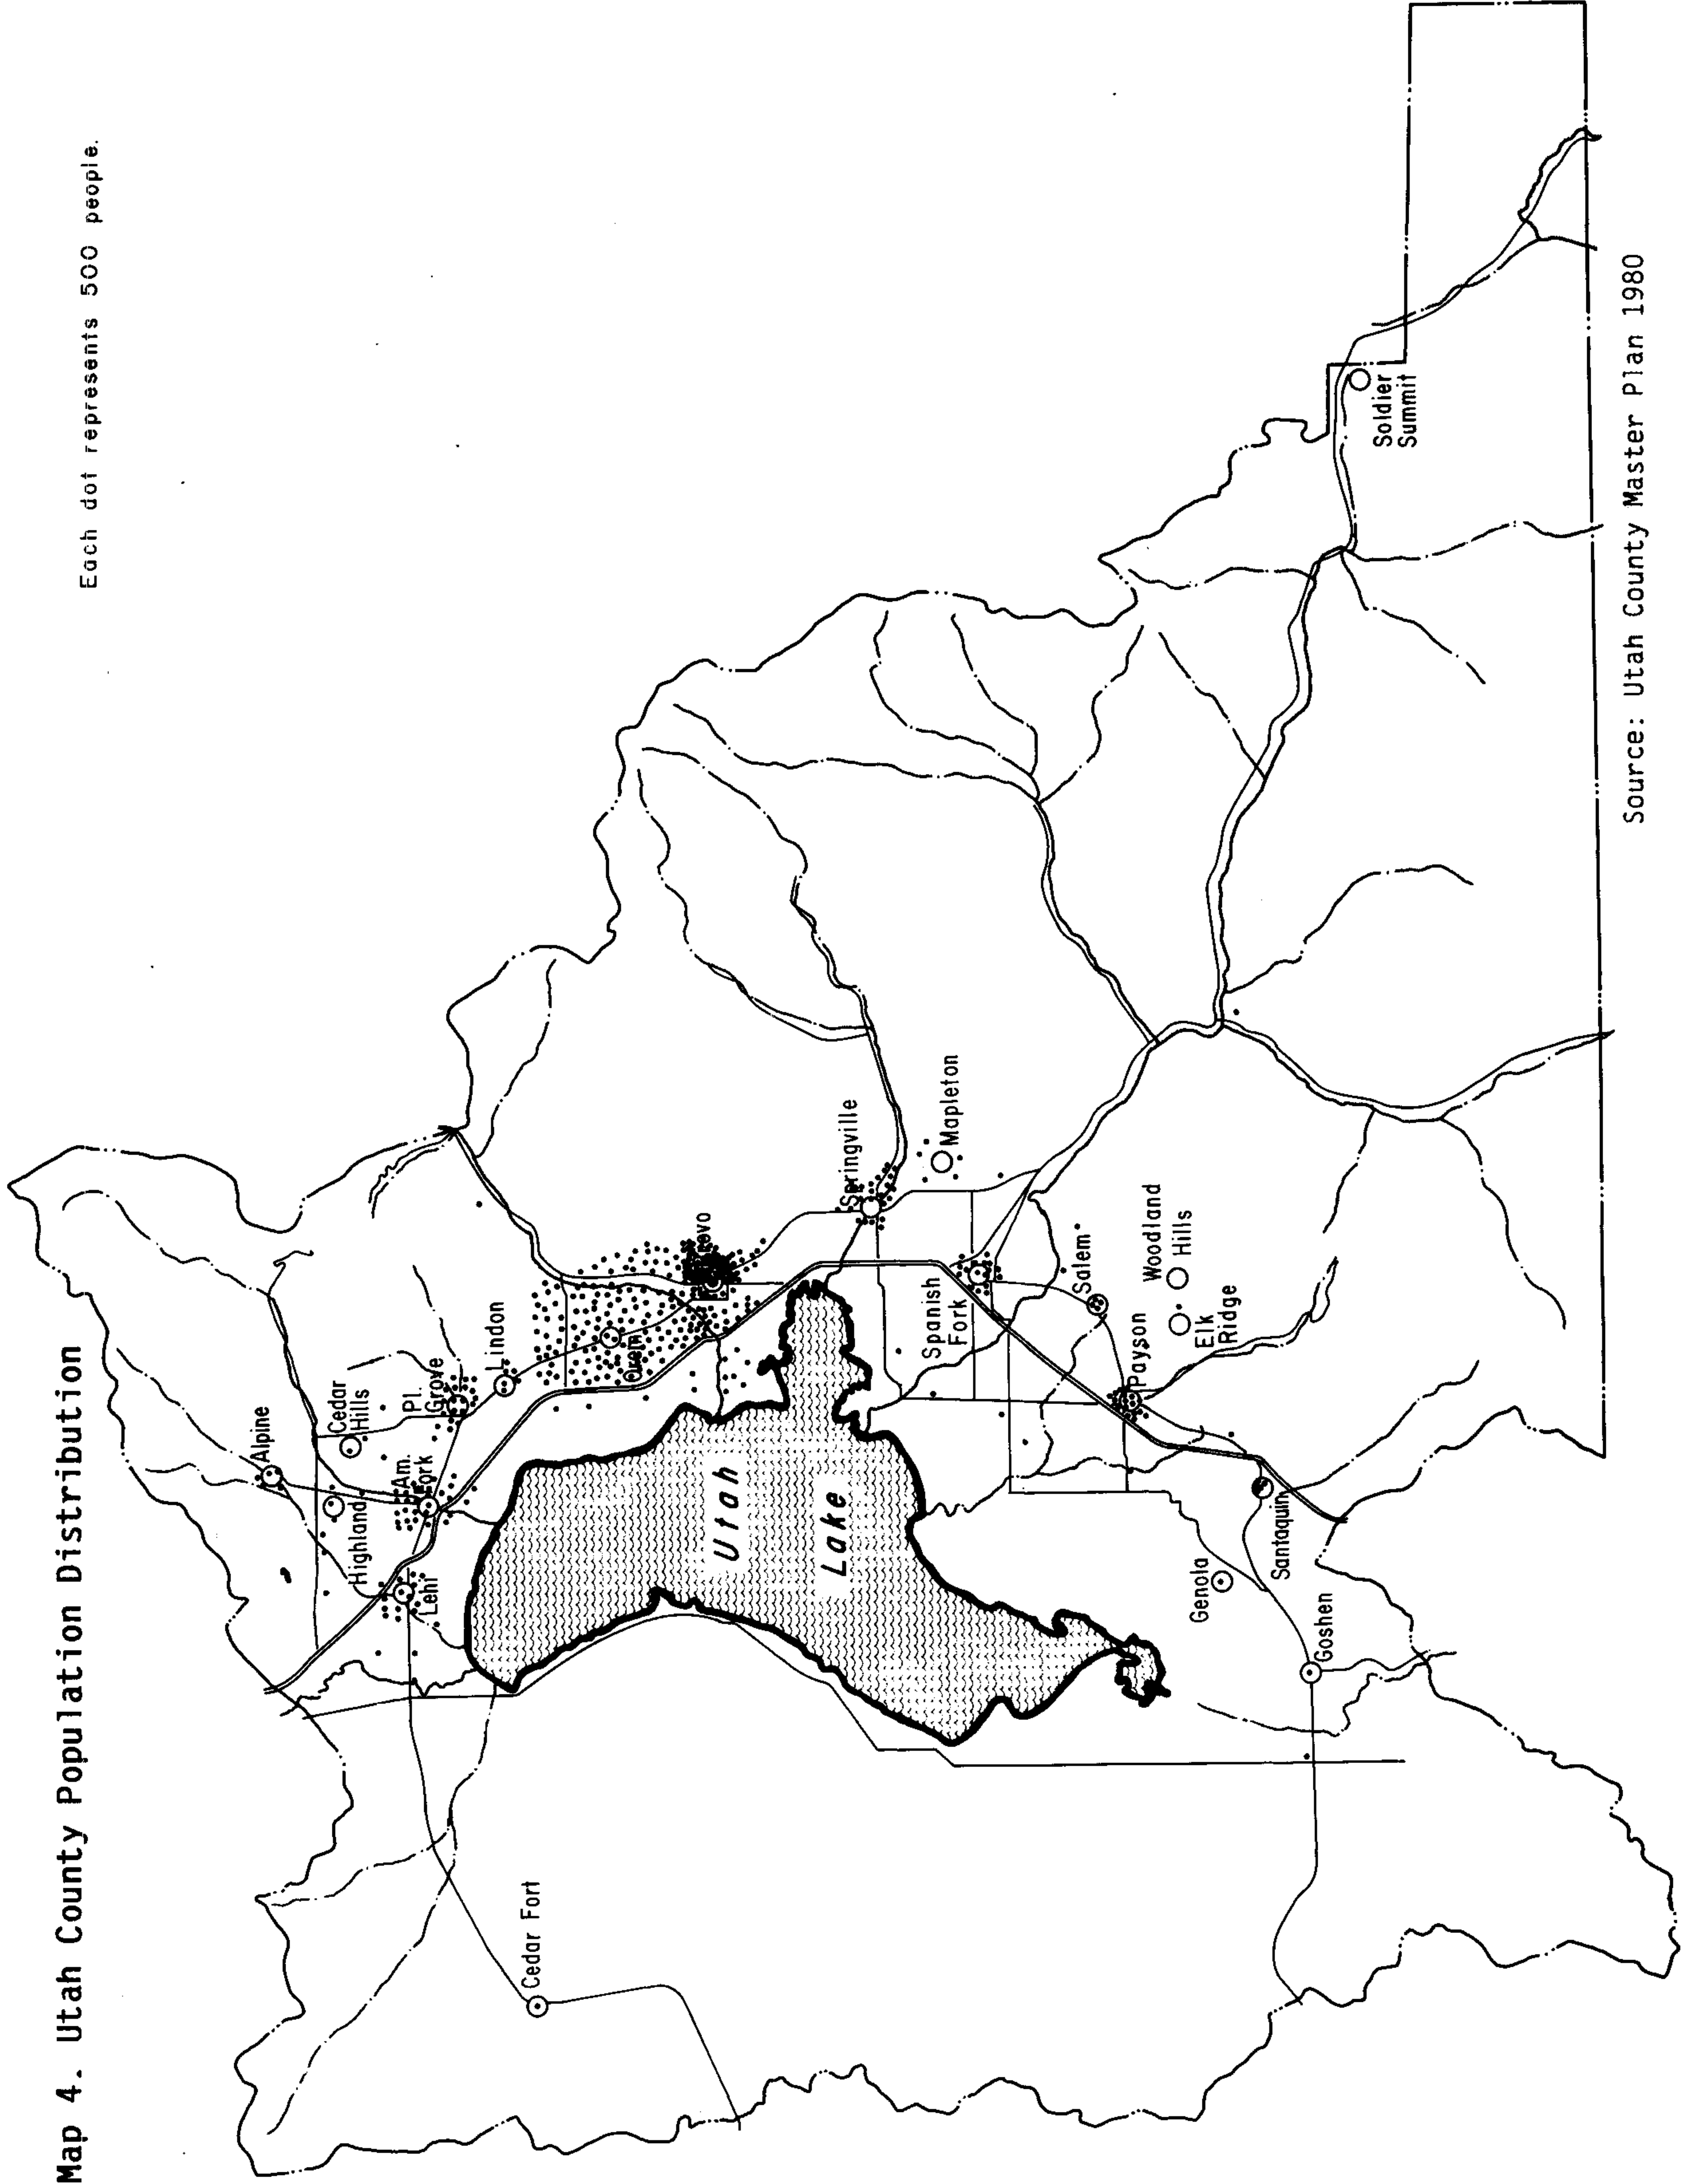 Map 4. Utah County Population Distribution
Each dot represents 500 people.
Alpine
Highland
Cedar
Hills
Am.
Fork
Pl.
Grove
Lehi
Lindon
Cedar Fort
Orem
Provo
Utah
Lake
Springville
Mapleton
Spanish
Fork
Salem
Woodland
Hills
Elk
Ridge
Payson
Genola
Santaquin
Goshen
Soldier
Summit
Source: Utah County Master Plan 1980